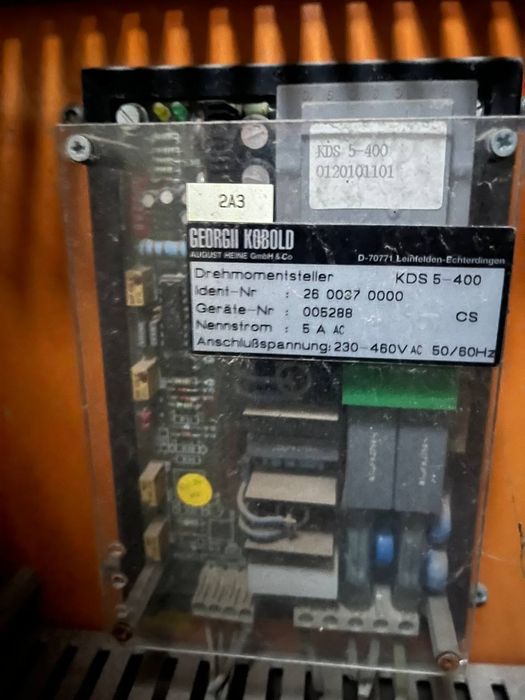 KDS 5-400
0120101101
2A3
GEORGII KOBOLD
AUGUST HEINE GmbH & Co D-70771 Leinfelden-Echterdingen
Drehmomentsteller KDS 5-400
Ident-Nr : 26 0037 0000
Geräte-Nr : 005288 CS
Nennstrom : 5 A AC
Anschlußspannung: 230-460V AC 50/60Hz